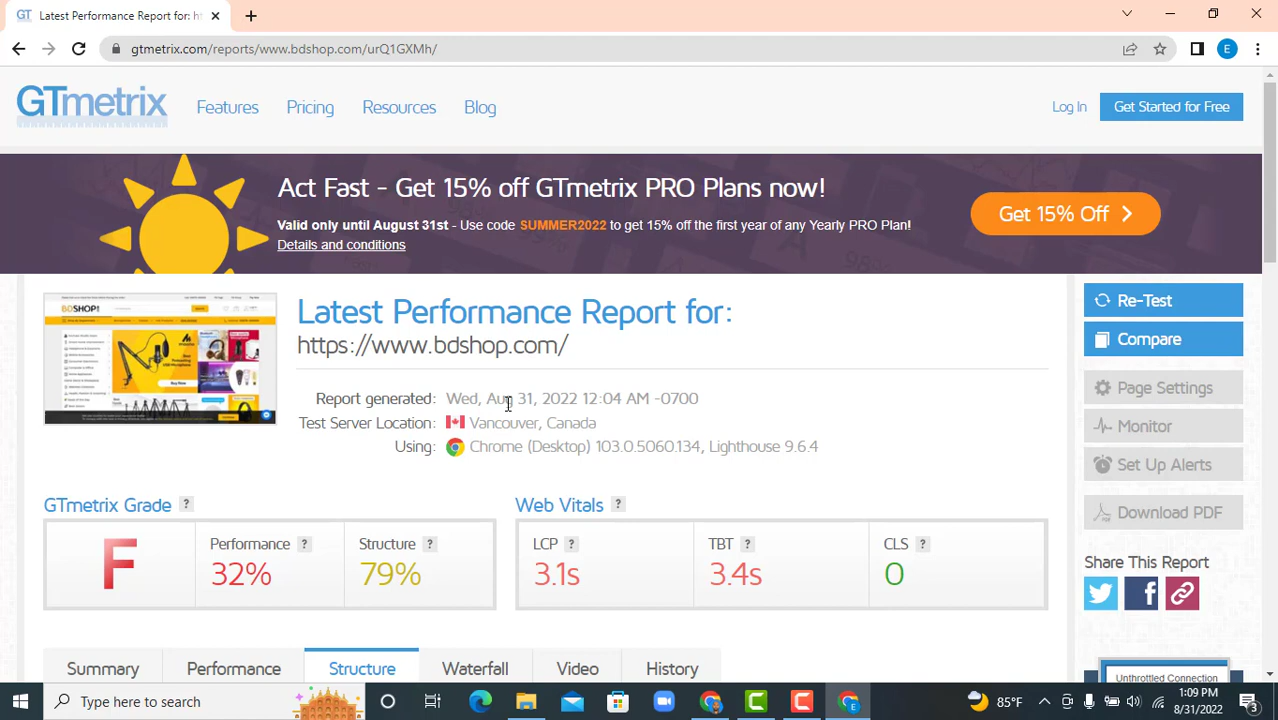 GT Latest Performance Report for: h
gtmetrix.com/reports/www.bdshop.com/urQ1GXMh/
E
GTmetrix
Features
Pricing
Resources
Blog
Log In
Get Started for Free
Act Fast - Get 15% off GTmetrix PRO Plans now!
Valid only until August 31st - Use code SUMMER2022 to get 15% off the first year of any Yearly PRO Plan!
Details and conditions
Get 15% Off
BDSHOP
Latest Performance Report for:
https://www.bdshop.com/
Report generated: Wed, Aug 31, 2022 12:04 AM -0700
Test Server Location: Vancouver, Canada
Using: Chrome (Desktop) 103.0.5060.134, Lighthouse 9.6.4
Re-Test
Compare
Page Settings
Monitor
Set Up Alerts
Download PDF
Share This Report
GTmetrix Grade ?
Web Vitals ?
F
Performance ?
32%
Structure ?
79%
LCP ?
3.1s
TBT ?
3.4s
CLS ?
0
Summary
Performance
Structure
Waterfall
Video
History
Unthrottled Connection
Type here to search
E
85°F
1:09 PM
8/31/2022
3